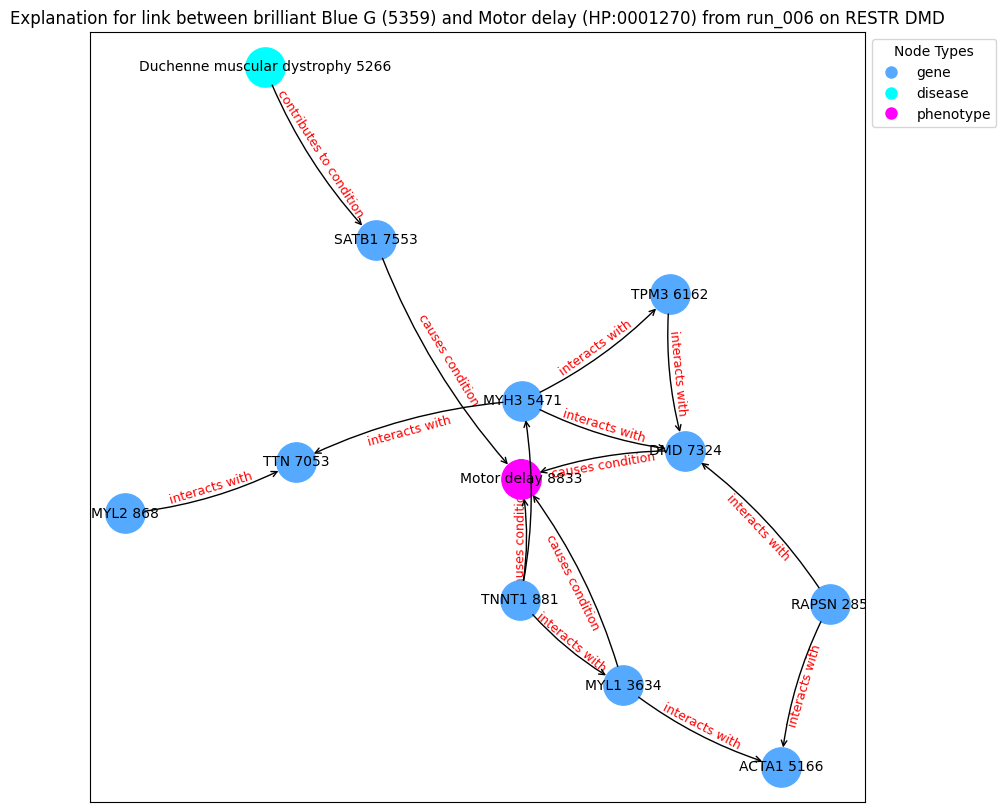 Explanation for link between brilliant Blue G (5359) and Motor delay (HP:0001270) from run_006 on RESTR DMD
Node Types
gene
disease
phenotype
Duchenne muscular dystrophy 5266
contributes to condition
SATB1 7553
causes condition
TPM3 6162
interacts with
interacts with
MYH3 5471
interacts with
interacts with
DMD 7324
causes condition
TTN 7053
Motor delay 8833
interacts with
MYL2 868
interacts with
causes condition
TNNT1 881
RAPSN 285
interacts with
interacts with
MYL1 3634
interacts with
ACTA1 5166